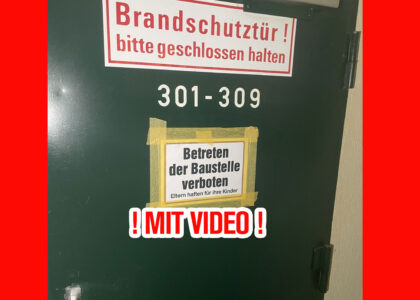 Brandschutztür !
bitte geschlossen halten
301-309
Betreten
der Baustelle
verboten
Eltern haften für ihre Kinder
! MIT VIDEO !